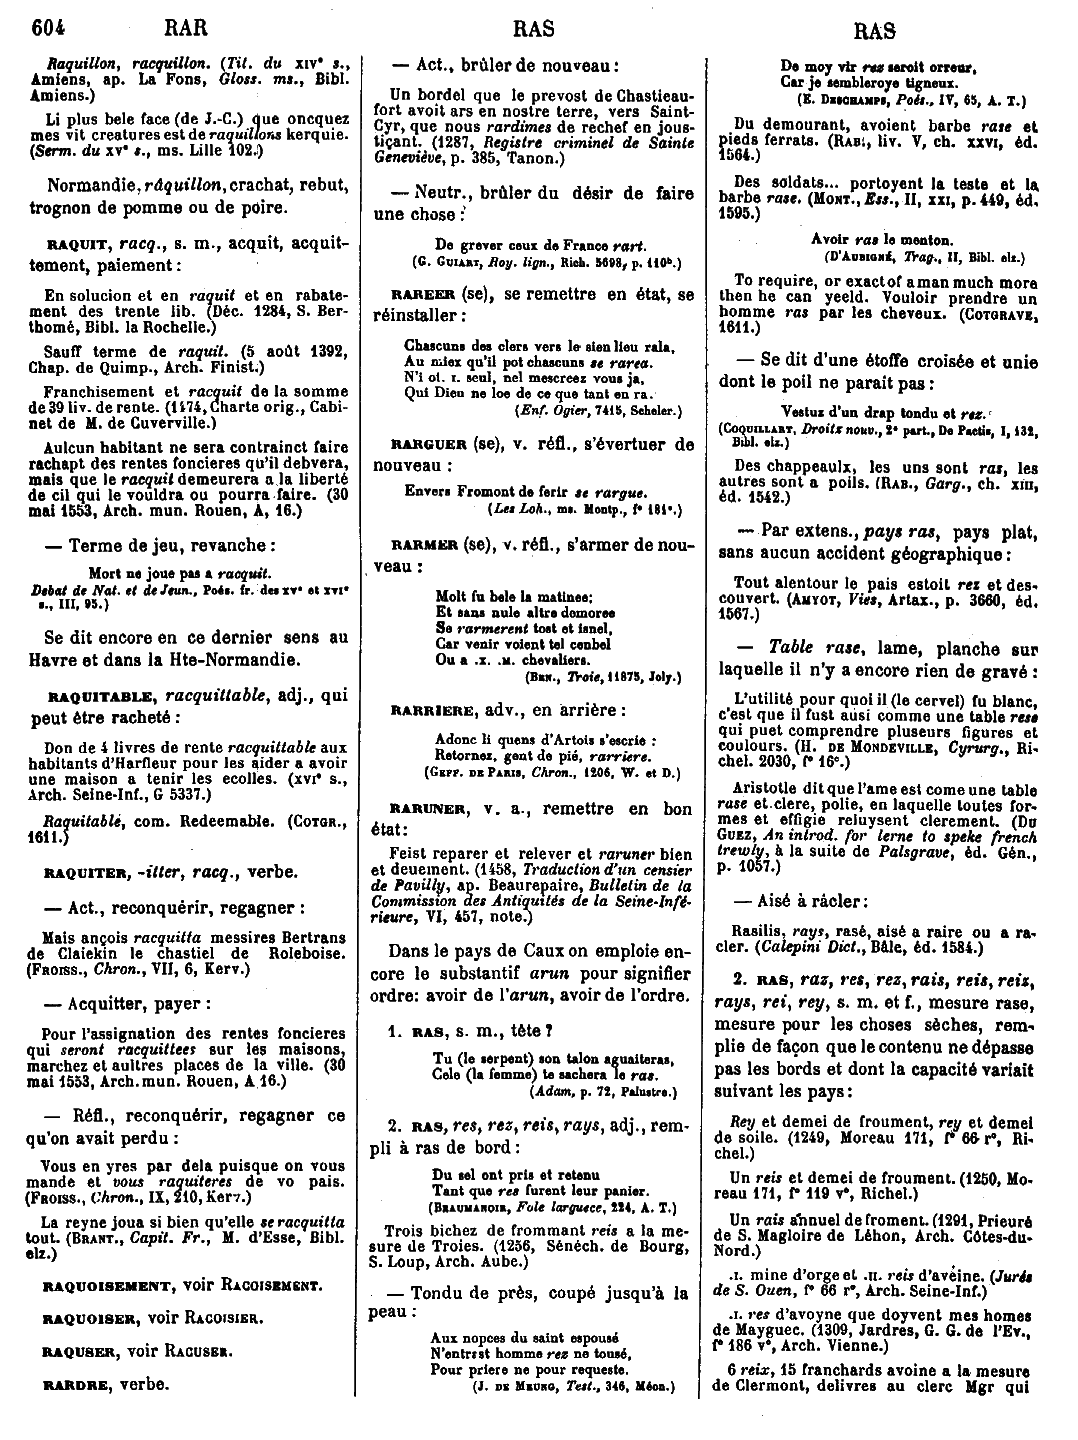 604
RAR
RAS
RAS
Raquillon, racquillon. (Tit. du XIVe s.,
Amiens, ap. La Fons, Gloss. ms., Bibl.
Amiens.)
Li plus bele face (de J.-C.) que oncquez
mes vit creatures est de raquillons kerquie.
(Serm. du XVe s., ms. Lille 102.)
Normandie, râquillon, crachat, rebut,
trognon de pomme ou de poire.
RAQUIT, racq., s. m., acquit, acquit-
tement, paiement :
En solucion et en raquit et en rabate-
ment des trente lib. (Déc. 1284, S. Ber-
thomé, Bibl. la Rochelle.)
Sauff terme de raquit. (5 août 1392,
Chap. de Quimp., Arch. Finist.)
Franchisement et racquit de la somme
de 39 liv. de rente. (1474, Charte orig., Cabi-
net de M. de Cuverville.)
Aulcun habitant ne sera contrainct faire
rachapt des rentes foncieres qu'il debvera,
mais que le racquit demeurera a la liberté
de cil qui le vouldra ou pourra faire. (30
mai 1553, Arch. mun. Rouen, A, 16.)
— Terme de jeu, revanche :
Mort ne joue pas a racquit.
Debat de Nat. et de Jeun., Poés. fr. des XVe et XVIe
s., III, 95.)
Se dit encore en ce dernier sens au
Havre et dans la Hte-Normandie.
RAQUITABLE, racquittable, adj., qui
peut être racheté :
Don de 4 livres de rente racquittable aux
habitants d'Harfleur pour les aider a avoir
une maison a tenir les ecolles. (XVIe s.,
Arch. Seine-Inf., G 5337.)
Raquitable, com. Redeemable. (COTGR.,
1611.)
RAQUITER, -itter, racq., verbe.
— Act., reconquérir, regagner :
Mais ançois racquitta messires Bertrans
de Claiekin le chastiel de Roleboise.
(FROISS., Chron., VII, 6, Kerv.)
— Acquitter, payer :
Pour l'assignation des rentes foncieres
qui seront racquittees sur les maisons,
marchez et aultres places de la ville. (30
mai 1553, Arch. mun. Rouen, A 16.)
— Réfl., reconquérir, regagner ce
qu'on avait perdu :
Vous en yres par dela puisque on vous
mande et vous raquiteres de vo pais.
(FROISS., Chron., IX, 210, Kerv.)
La reyne joua si bien qu'elle se racquitta
tout. (BRANT., Capit. Fr., M. d'Esse, Bibl.
elz.)
RAQUOISEMENT, voir RACOISEMENT.
RAQUOISER, voir RACOISIER.
RAQUSER, voir RACUSER.
RARDRE, verbe.
— Act., brûler de nouveau :
Un bordel que le prevost de Chastieau-
fort avoit ars en nostre terre, vers Saint-
Cyr, que nous rardimes de rechef en jous-
tiçant. (1287, Registre criminel de Sainte
Geneviève, p. 385, Tanon.)
— Neutr., brûler du désir de faire
une chose :
De grever ceux de France rart.
(G. GUIART, Roy. lign., Rich. 5698, p. 110b.)
RAREER (se), se remettre en état, se
réinstaller :
Chascuns des clers vers le sien lieu rala,
Au miex qu'il pot chascuns se rarea.
N'i ot. I. seul, nel mescreez vous ja,
Qui Dieu ne loe de ce que tant en ra.
(Enf. Ogier, 7415, Scheler.)
RARGUER (se), v. réfl., s'évertuer de
nouveau :
Envers Fromont de ferir se rargue.
(Les Loh., ms. Montp., f° 181c.)
RARMER (se), v. réfl., s'armer de nou-
veau :
Molt fu bele la matinee;
Et sans nule altre demoree
Se rarmerent tost et isnel,
Car venir voient tel cenbel
Ou a .X. .M. chevaliers.
(BEN., Troie, 11875, Joly.)
RARRIERE, adv., en arrière :
Adonc li quens d'Artois s'escrie :
Retornez, gent de pié, rarriere.
(GEFF. DE PARIS, Chron., 1206, W. et D.)
RARUNER, v. a., remettre en bon
état:
Feist reparer et relever et raruner bien
et deuement. (1458, Traduction d'un censier
de Pavilly, ap. Beaurepaire, Bulletin de la
Commission des Antiquités de la Seine-Infé-
rieure, VI, 457, note.)
Dans le pays de Caux on emploie en-
core le substantif arun pour signifier
ordre: avoir de l'arun, avoir de l'ordre.
1. RAS, s. m., tête ?
Tu (le serpent) son talon aguaiteras,
Cele (la femme) te sachera le ras.
(Adam, p. 72, Palustre.)
2. RAS, res, rez, reis, rays, adj., rem-
pli à ras de bord :
Du sel ont pris et retenu
Tant que res furent leur panier.
(BEAUMANOIR, Fole larguece, 224, A. T.)
Trois bichez de frommant reis a la me-
sure de Troies. (1256, Sénéch. de Bourg,
S. Loup, Arch. Aube.)
— Tondu de près, coupé jusqu'à la
peau :
Aux nopces du saint espousé
N'entrast homme rez ne tousé,
Pour priere ne pour requeste.
(J. DE MEUNG, Test., 346, Méon.)
De moy vir res seroit orreur,
Car je sembleroye tigneux.
(E. DESCHAMPS, Poés., IV, 65, A. T.)
Du demourant, avoient barbe rase et
pieds ferrats. (RAB., liv. V, ch. XXVI, éd.
1564.)
Des soldats... portoyent la teste et la
barbe rase. (MONT., Ess., II, XXI, p. 449, éd.
1595.)
Avoir ras le menton.
(D'AUBIGNÉ, Trag., II, Bibl. elz.)
To require, or exact of a man much more
then he can yeeld. Vouloir prendre un
homme ras par les cheveux. (COTGRAVE,
1611.)
— Se dit d'une étoffe croisée et unie
dont le poil ne parait pas :
Vestuz d'un drap tondu et rez.
(COQUILLART, Droitz nouv., 2e part., De Pactis, I, 132,
Bibl. elz.)
Des chappeaulx, les uns sont ras, les
autres sont a poils. (RAB., Garg., ch. XIII,
éd. 1542.)
— Par extens., pays ras, pays plat,
sans aucun accident géographique :
Tout alentour le pais estoit rez et des-
couvert. (AMYOT, Vies, Artax., p. 3660, éd.
1567.)
— Table rase, lame, planche sur
laquelle il n'y a encore rien de gravé :
L'utilité pour quoi il (le cervel) fu blanc,
c'est que il fust ausi comme une table rese
qui puet comprendre pluseurs figures et
coulours. (H. DE MONDEVILLE, Cyrurg., Ri-
chel. 2030, f° 16c.)
Aristotle dit que l'ame est come une table
rase et clere, polie, en laquelle toutes for-
mes et effigie reluysent clerement. (DU
GUEZ, An introd. for lerne to speke french
trewly, à la suite de Palsgrave, éd. Gén.,
p. 1057.)
— Aisé à râcler :
Rasilis, rays, rasé, aisé a raire ou a ra-
cler. (Calepini Dict., Bâle, éd. 1584.)
2. RAS, raz, res, rez, rais, reis, reix,
rays, rei, rey, s. m. et f., mesure rase,
mesure pour les choses sèches, rem-
plie de façon que le contenu ne dépasse
pas les bords et dont la capacité variait
suivant les pays :
Rey et demei de froument, rey et demei
de soile. (1249, Moreau 171, f° 66 r°, Ri-
chel.)
Un reis et demei de froument. (1250, Mo-
reau 171, f° 119 v°, Richel.)
Un rais annuel de froment. (1291, Prieuré
de S. Magloire de Léhon, Arch. Côtes-du-
Nord.)
.I. mine d'orge et .II. reis d'aveine. (Jurés
de S. Ouen, f° 66 r°, Arch. Seine-Inf.)
.I. res d'avoyne que doyvent mes homes
de Mayguec. (1309, Jardres, G. G. de l'Ev.,
f° 186 v°, Arch. Vienne.)
6 reix, 15 franchards avoine a la mesure
de Clermont, delivres au clerc Mgr qui